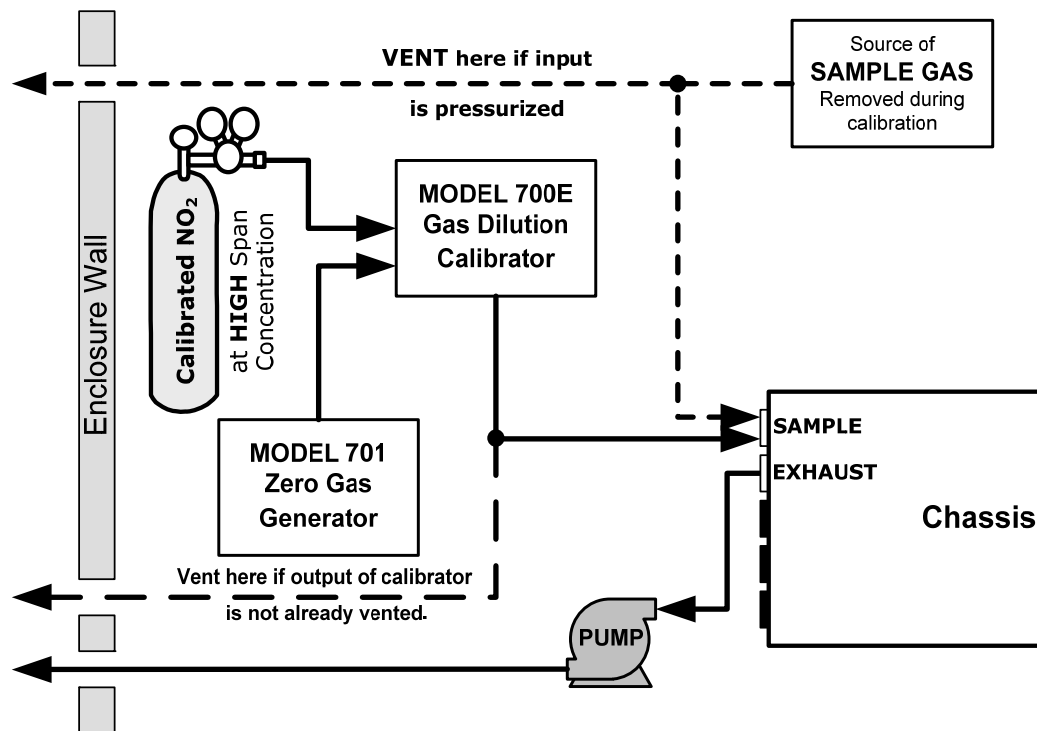 VENT here if input
is pressurized
Source of
SAMPLE GAS
Removed during
calibration
Enclosure Wall
Calibrated NO₂
at HIGH Span
Concentration
MODEL 700E
Gas Dilution
Calibrator
MODEL 701
Zero Gas
Generator
SAMPLE
EXHAUST
Chassis
Vent here if output of calibrator
is not already vented.
PUMP